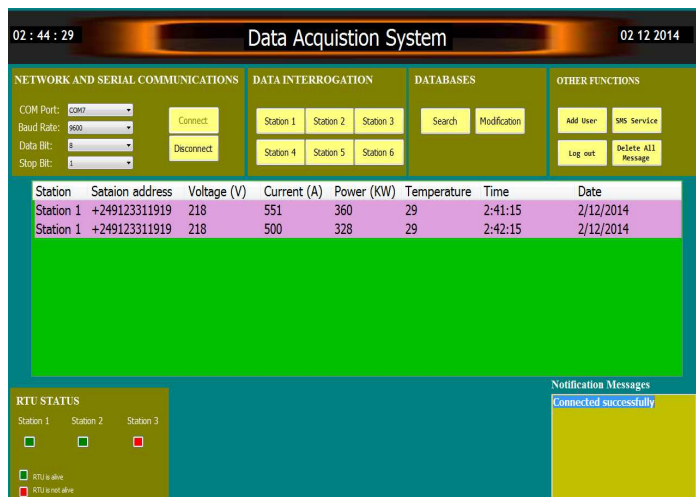 02 : 44 : 29
Data Acquistion System
02 12 2014
NETWORK AND SERIAL COMMUNICATIONS
COM Port: COM7
Baud Rate: 9600
Data Bit: 8
Stop Bit: 1
Connect
Disconnect
DATA INTERROGATION
Station 1 Station 2 Station 3
Station 4 Station 5 Station 6
DATABASES
Search Modification
OTHER FUNCTIONS
Add User SMS Service
Log out Delete All Message
Station Sataion address Voltage (V) Current (A) Power (KW) Temperature Time Date
Station 1 +249123311919 218 551 360 29 2:41:15 2/12/2014
Station 1 +249123311919 218 500 328 29 2:42:15 2/12/2014
RTU STATUS
Station 1 Station 2 Station 3
RTU is alive
RTU is not alive
Notification Messages
Connected successfully